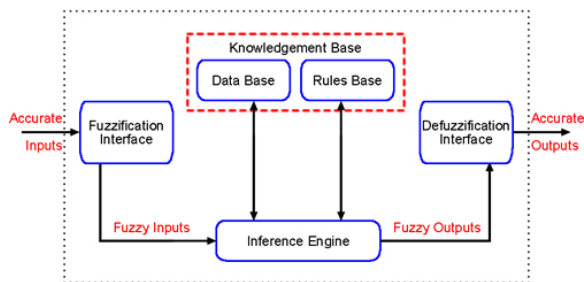 Knowledgement Base
Data Base
Rules Base
Accurate
Inputs
Fuzzification
Interface
Defuzzification
Interface
Accurate
Outputs
Fuzzy Inputs
Inference Engine
Fuzzy Outputs